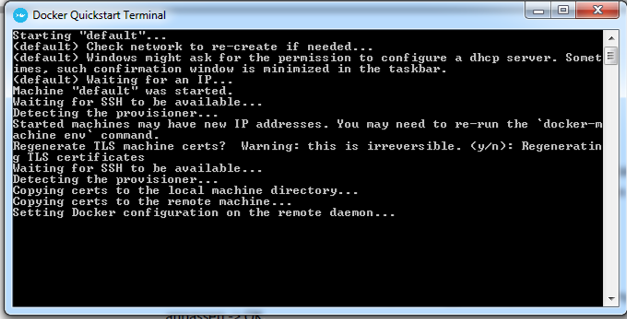 Docker Quickstart Terminal
Starting "default"...
(default) Check network to re-create if needed...
(default) Windows might ask for the permission to configure a dhcp server. Somet
imes, such confirmation window is minimized in the taskbar.
(default) Waiting for an IP...
Machine "default" was started.
Waiting for SSH to be available...
Detecting the provisioner...
Started machines may have new IP addresses. You may need to re-run the `docker-m
achine env` command.
Regenerate TLS machine certs?  Warning: this is irreversible. (y/n): Regeneratin
g TLS certificates
Waiting for SSH to be available...
Detecting the provisioner...
Copying certs to the local machine directory...
Copying certs to the remote machine...
Setting Docker configuration on the remote daemon...